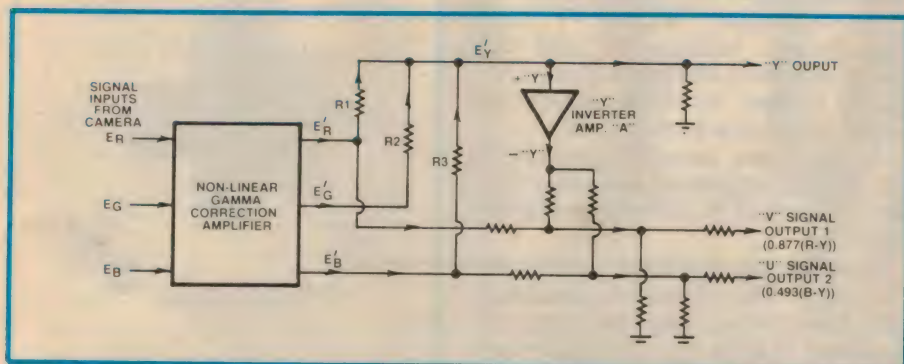 SIGNAL
INPUTS
FROM
CAMERA
ER
EG
EB
NON-LINEAR
GAMMA
CORRECTION
AMPLIFIER
E'R
E'G
E'B
R1
R2
R3
E'Y
+"Y"
"Y"
INVERTER
AMP. "A"
-"Y"
"Y" OUPUT
"V" SIGNAL
OUTPUT 1
(0.877(R-Y))
"U" SIGNAL
OUTPUT 2
(0.493(B-Y))